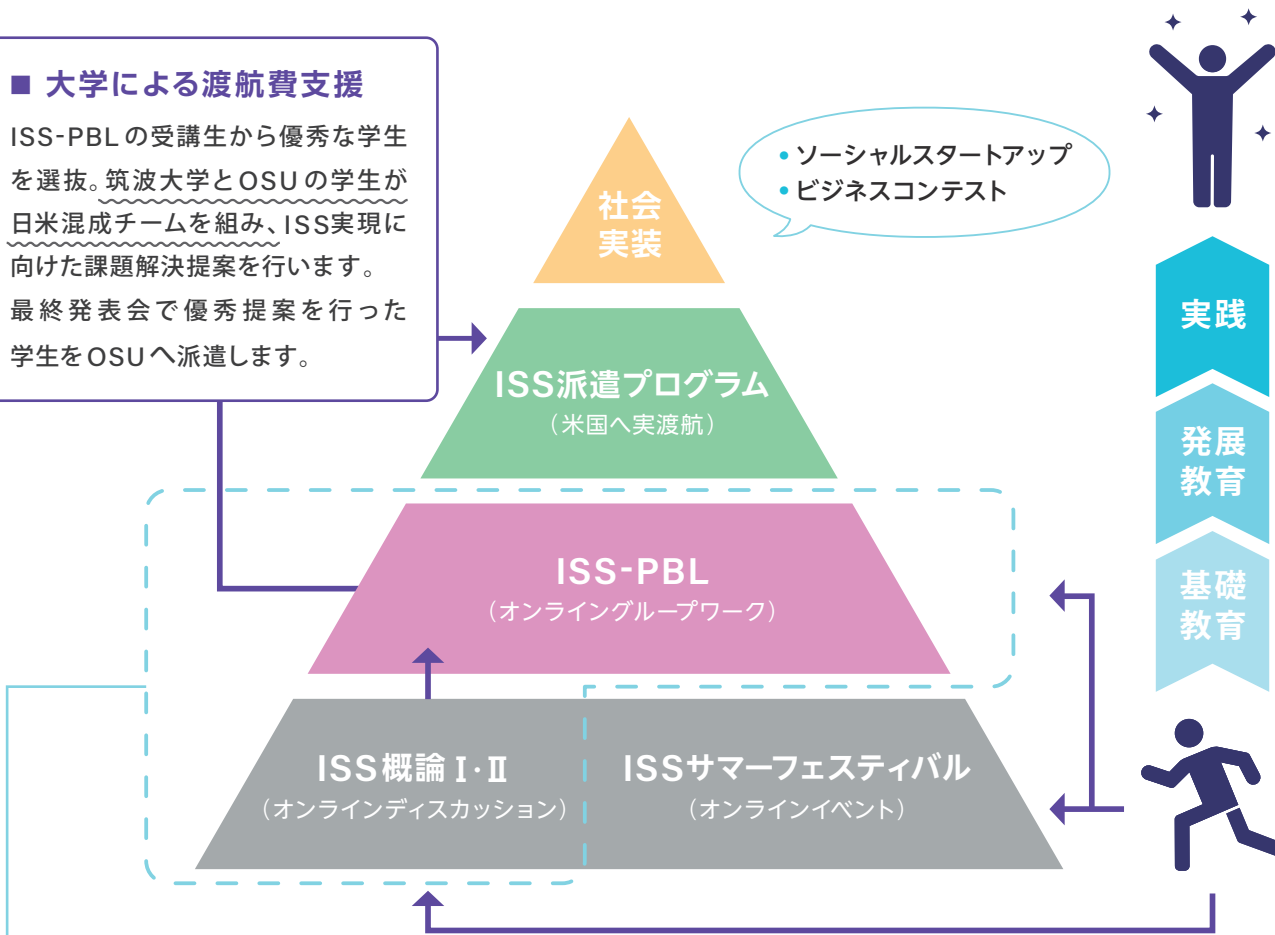 ■ 大学による渡航費支援
ISS-PBLの受講生から優秀な学生
を選抜。筑波大学とOSUの学生が
日米混成チームを組み、ISS実現に
向けた課題解決提案を行います。
最終発表会で優秀提案を行った
学生をOSUへ派遣します。
• ソーシャルスタートアップ
• ビジネスコンテスト
社会
実装
ISS派遣プログラム
（米国へ実渡航）
ISS-PBL
（オンライングループワーク）
ISS概論 I・II
（オンラインディスカッション）
ISSサマーフェスティバル
（オンラインイベント）
実践
発展
教育
基礎
教育